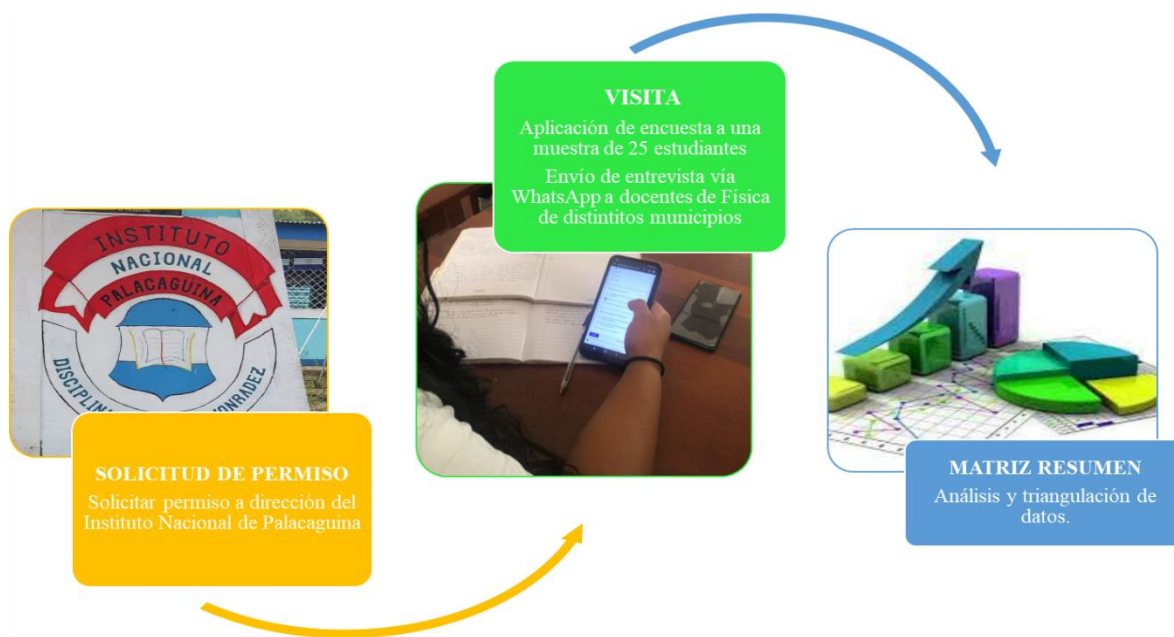 INSTITUTO
NACIONAL
PALACAGUINA
HONRADEZ
SOLICITUD DE PERMISO
Solicitar permiso a dirección del
Instituto Nacional de Palacaguina
VISITA
Aplicación de encuesta a una
muestra de 25 estudiantes
Envío de entrevista vía
WhatsApp a docentes de Física
de distintitos municipios
MATRIZ RESUMEN
Análisis y triangulación de
datos.